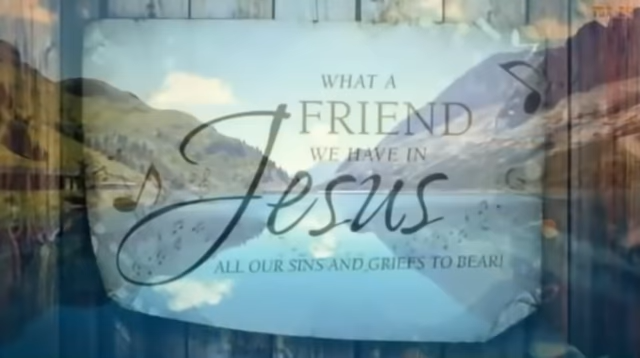 WHAT A
FRIEND
WE HAVE IN
Jesus
ALL OUR SINS AND GRIEFS TO BEAR!